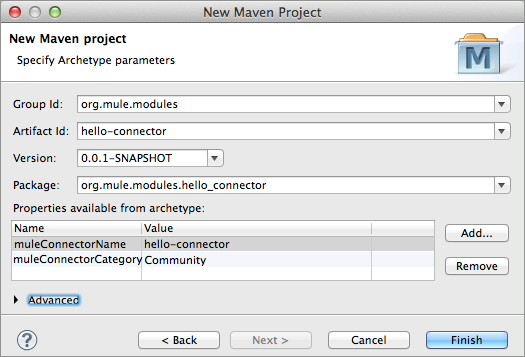 New Maven Project
New Maven project
Specify Archetype parameters
M
Group Id: org.mule.modules
Artifact Id: hello-connector
Version: 0.0.1-SNAPSHOT
Package: org.mule.modules.hello_connector
Properties available from archetype:
Name Value
muleConnectorName hello-connector
muleConnectorCategory Community
Add...
Remove
Advanced
? < Back Next > Cancel Finish